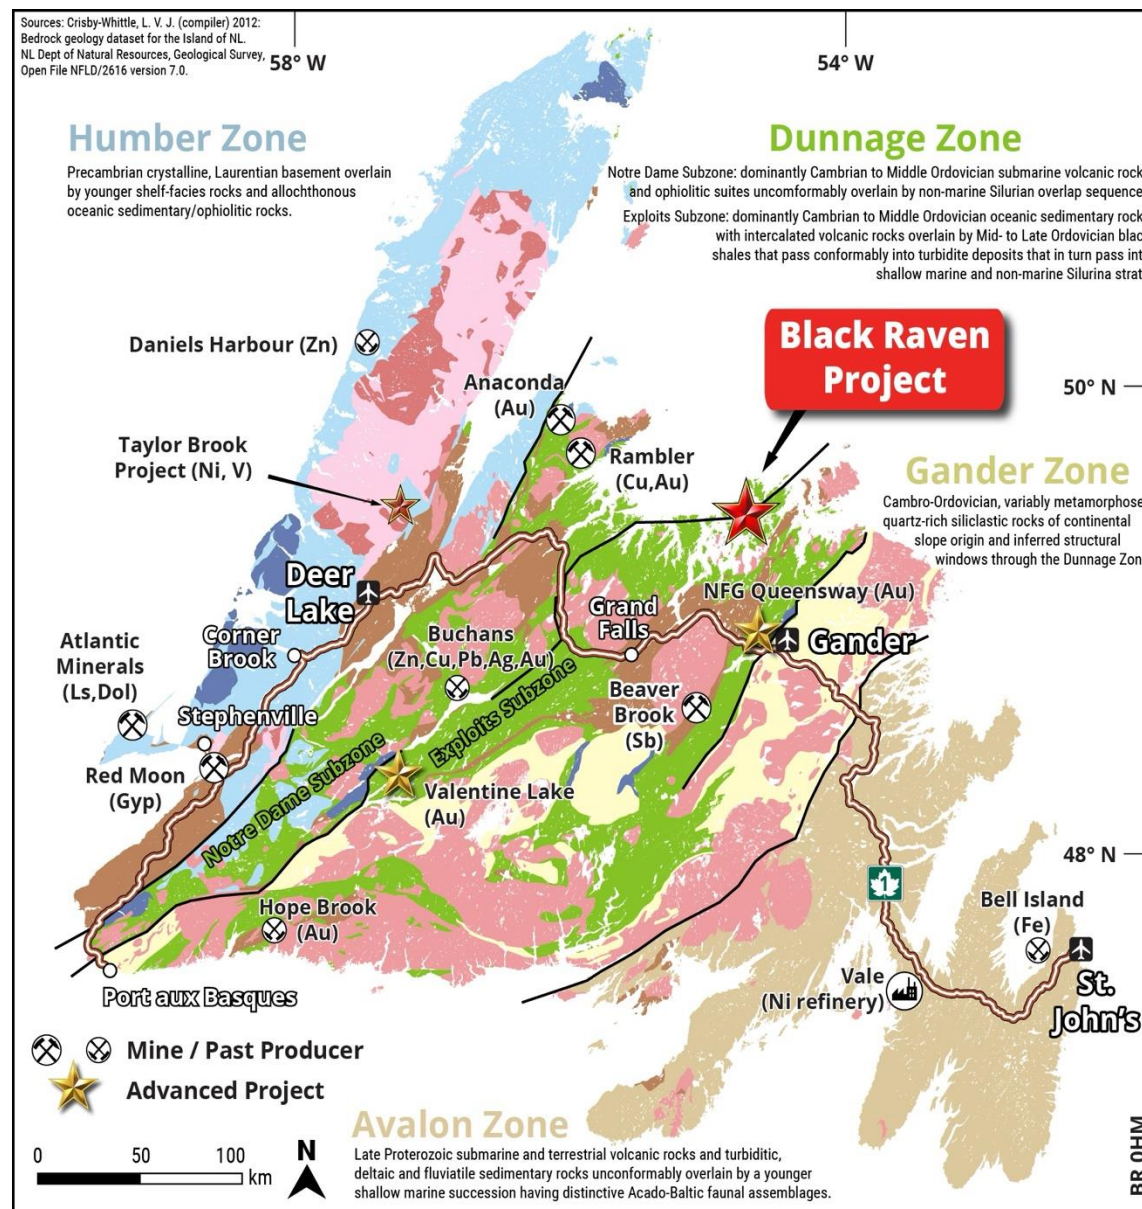 Sources: Crisby-Whittle, L. V. J. (compiler) 2012:
Bedrock geology dataset for the Island of NL.
NL Dept of Natural Resources, Geological Survey,
Open File NFLD/2616 version 7.0.
58° W
54° W
Humber Zone
Precambrian crystalline, Laurentian basement overlain
by younger shelf-facies rocks and allochthonous
oceanic sedimentary/ophiolitic rocks.
Dunnage Zone
Notre Dame Subzone: dominantly Cambrian to Middle Ordovician submarine volcanic rock
and ophiolitic suites uncomformably overlain by non-marine Silurian overlap sequence
Exploits Subzone: dominantly Cambrian to Middle Ordovician oceanic sedimentary rock
with intercalated volcanic rocks overlain by Mid- to Late Ordovician blac
shales that pass conformably into turbidite deposits that in turn pass int
shallow marine and non-marine Silurina strat
Black Raven
Project
Daniels Harbour (Zn)
Anaconda
(Au)
50° N
Taylor Brook
Project (Ni, V)
Rambler
(Cu,Au)
Gander Zone
Cambro-Ordovician, variably metamorphose
quartz-rich siliclastic rocks of continental
slope origin and inferred structural
windows through the Dunnage Zon
Deer
Lake
NFG Queensway (Au)
Grand
Falls
Gander
Corner
Brook
Buchans
(Zn,Cu,Pb,Ag,Au)
Atlantic
Minerals
(Ls,Dol)
Beaver
Brook
(Sb)
Exploits Subzone
Stephenville
Red Moon
(Gyp)
Notre Dame Subzone
Valentine Lake
(Au)
48° N
1
Hope Brook
(Au)
Bell Island
(Fe)
Port aux Basques
Vale
(Ni refinery)
St.
John's
Mine / Past Producer
Advanced Project
0 50 100
km
N
Avalon Zone
Late Proterozoic submarine and terrestrial volcanic rocks and turbiditic,
deltaic and fluviatile sedimentary rocks unconformably overlain by a younger
shallow marine succession having distinctive Acado-Baltic faunal assemblages.
BR_0HM